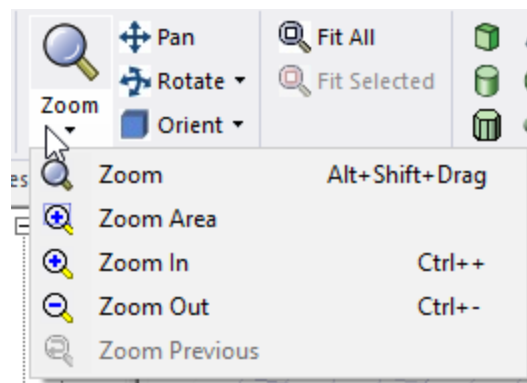 Pan
Fit All
Rotate
Fit Selected
Zoom
Orient
es
Zoom Alt+Shift+Drag
Zoom Area
Zoom In Ctrl++
Zoom Out Ctrl+-
Zoom Previous